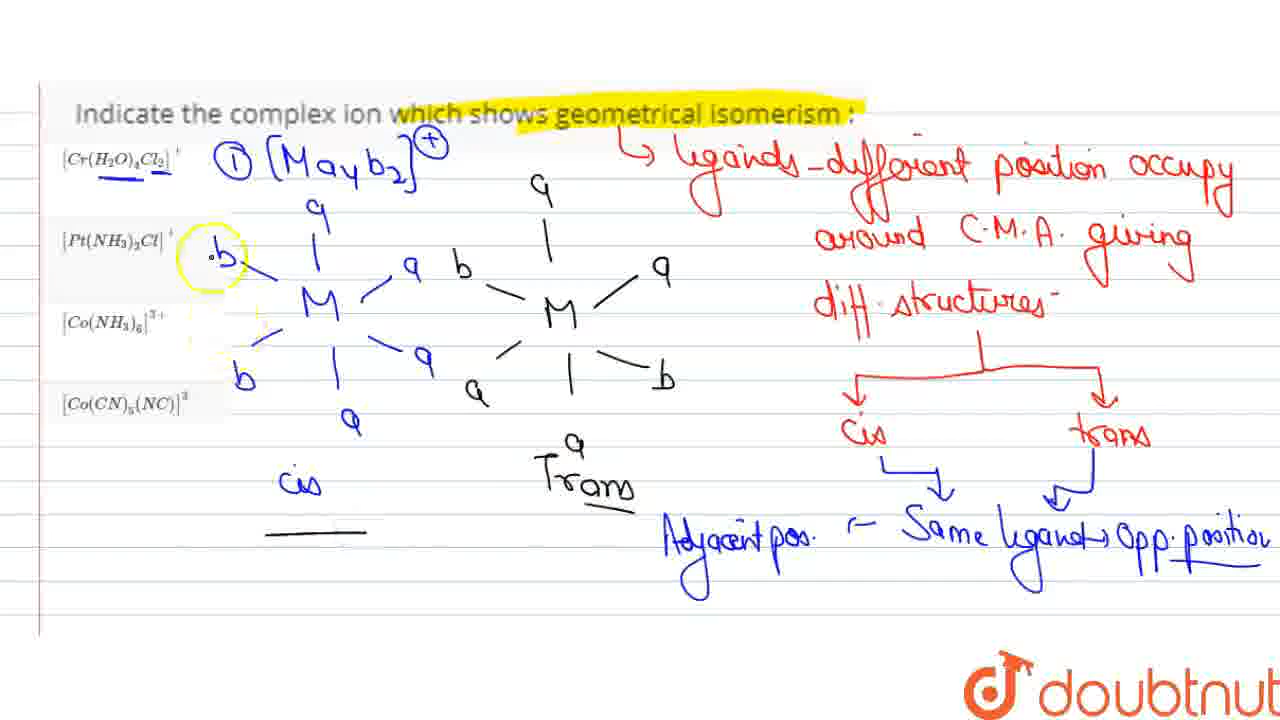 Indicate the complex ion which shows geometrical isomerism :
[Cr(H₂O)₄Cl₂]⁺ ① [Ma₄b₂]⁺ ↳ ligands - different position occupy
around C.M.A. giving
diff. structures
[Pt(NH₃)₃Cl]⁺
[Co(NH₃)₆]³⁺
[Co(CN)₅(NC)]³
a
b a
M
b a
a
cis
a
b a
M
a b
a
Trans
cis trans
Adjacent pos. ← Same ligand → Opp. position
doubtnut